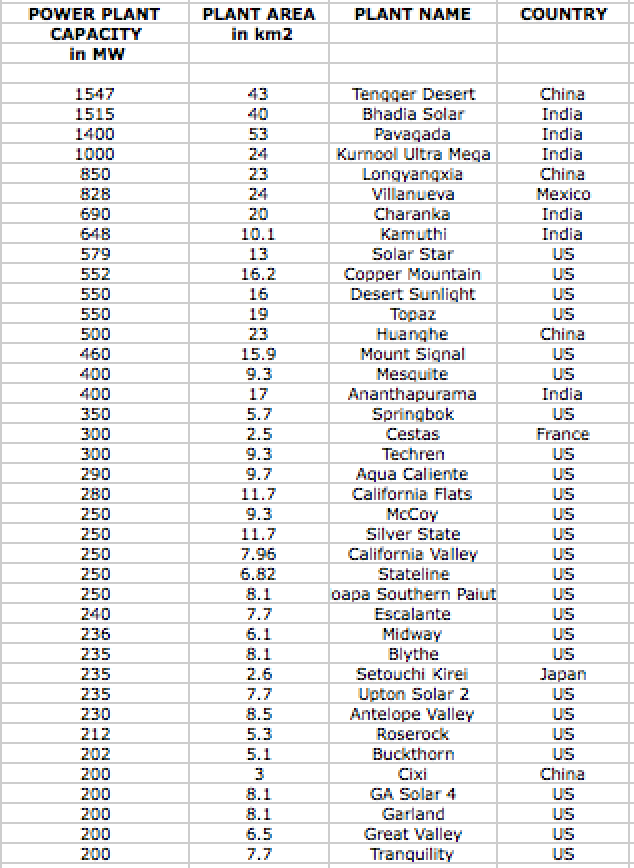 POWER PLANT PLANT AREA PLANT NAME COUNTRY
CAPACITY in km2
in MW
1547 43 Tengger Desert China
1515 40 Bhadia Solar India
1400 53 Pavagada India
1000 24 Kurnool Ultra Mega India
850 23 Longyangxia China
828 24 Villanueva Mexico
690 20 Charanka India
648 10.1 Kamuthi India
579 13 Solar Star US
552 16.2 Copper Mountain US
550 16 Desert Sunlight US
550 19 Topaz US
500 23 Huanghe China
460 15.9 Mount Signal US
400 9.3 Mesquite US
400 17 Ananthapurama India
350 5.7 Springbok US
300 2.5 Cestas France
300 9.3 Techren US
290 9.7 Aqua Caliente US
280 11.7 California Flats US
250 9.3 McCoy US
250 11.7 Silver State US
250 7.96 California Valley US
250 6.82 Stateline US
250 8.1 oapa Southern Paiut US
240 7.7 Escalante US
236 6.1 Midway US
235 8.1 Blythe US
235 2.6 Setouchi Kirei Japan
235 7.7 Upton Solar 2 US
230 8.5 Antelope Valley US
212 5.3 Roserock US
202 5.1 Buckthorn US
200 3 Cixi China
200 8.1 GA Solar 4 US
200 8.1 Garland US
200 6.5 Great Valley US
200 7.7 Tranquility US